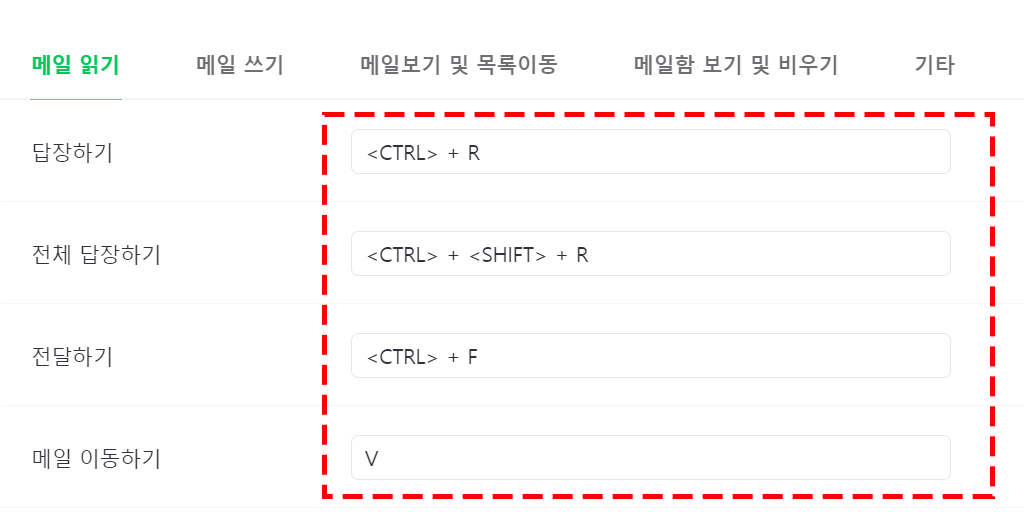 메일 읽기 메일 쓰기 메일보기 및 목록이동 메일함 보기 및 비우기 기타
답장하기 <CTRL> + R
전체 답장하기 <CTRL> + <SHIFT> + R
전달하기 <CTRL> + F
메일 이동하기 V